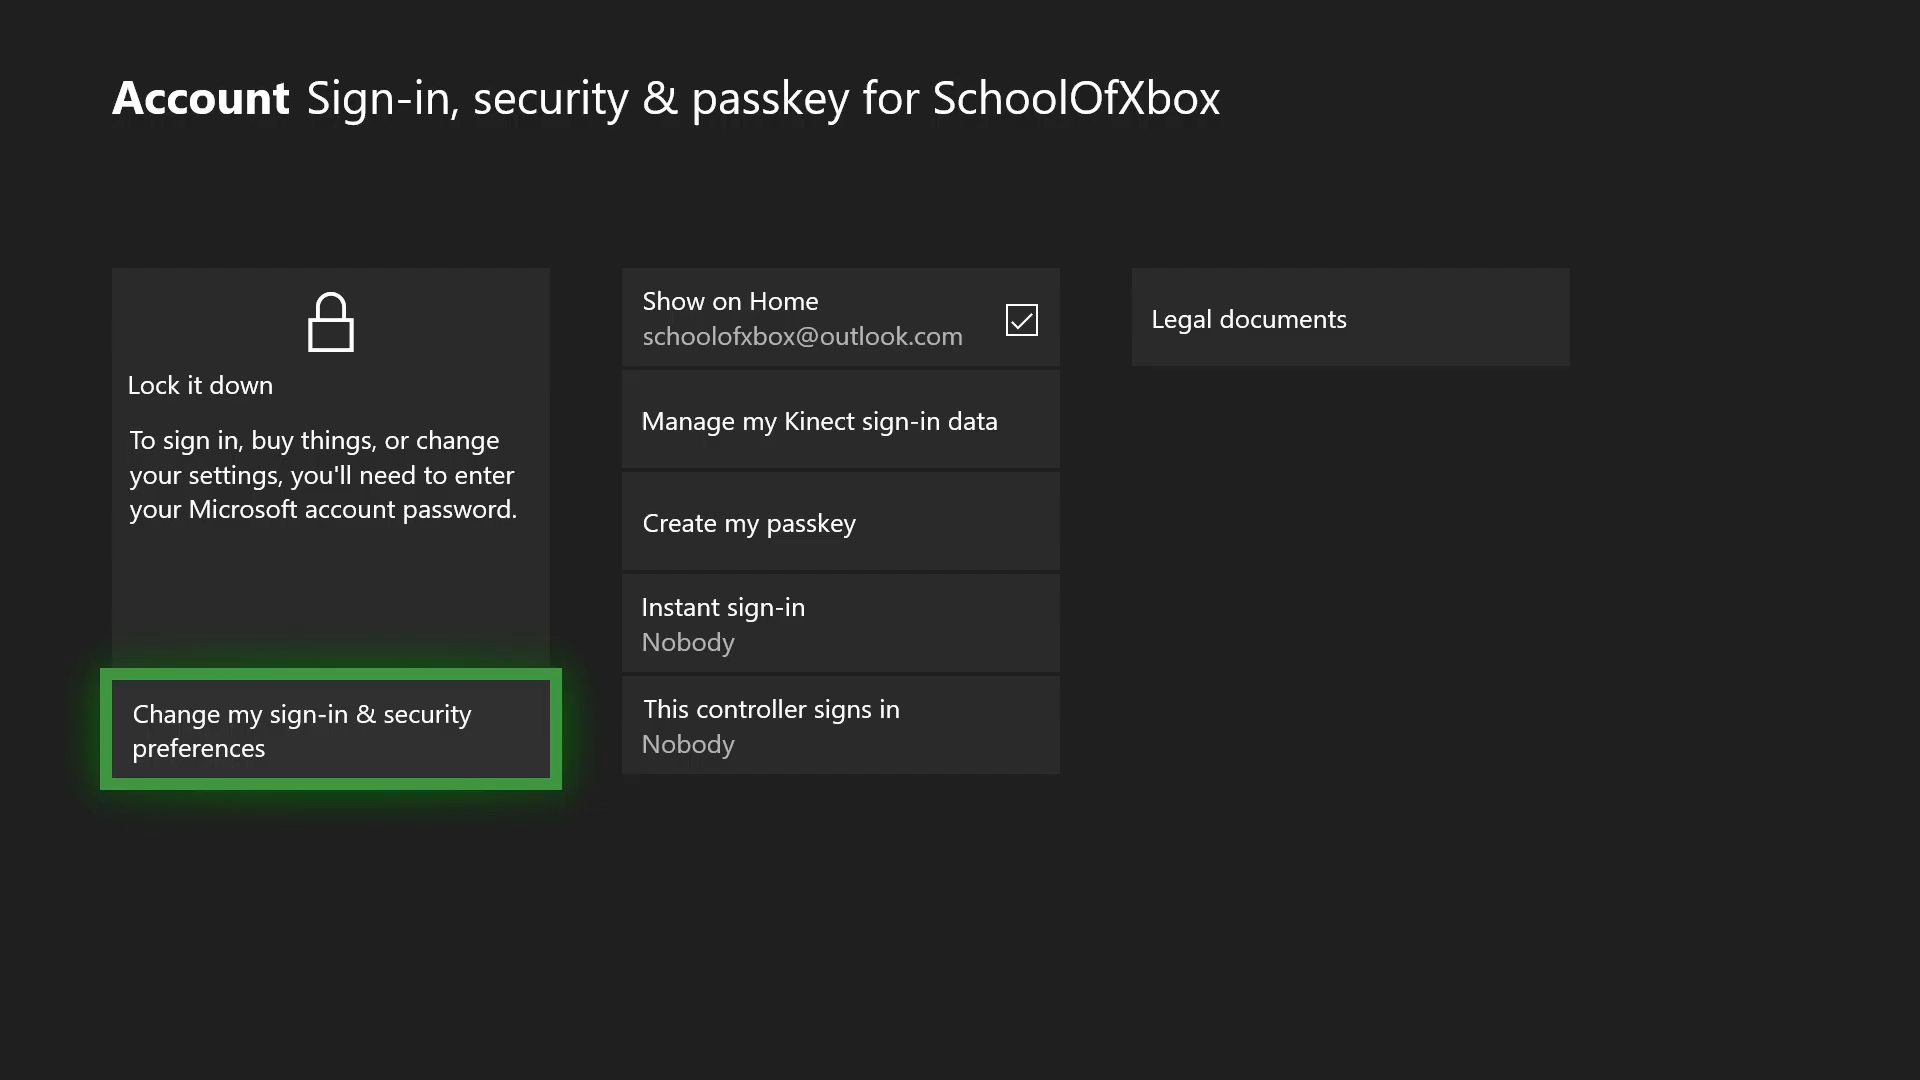 Account Sign-in, security & passkey for SchoolOfXbox
Lock it down
To sign in, buy things, or change
your settings, you'll need to enter
your Microsoft account password.
Change my sign-in & security
preferences
Show on Home
schoolofxbox@outlook.com
Manage my Kinect sign-in data
Create my passkey
Instant sign-in
Nobody
This controller signs in
Nobody
Legal documents